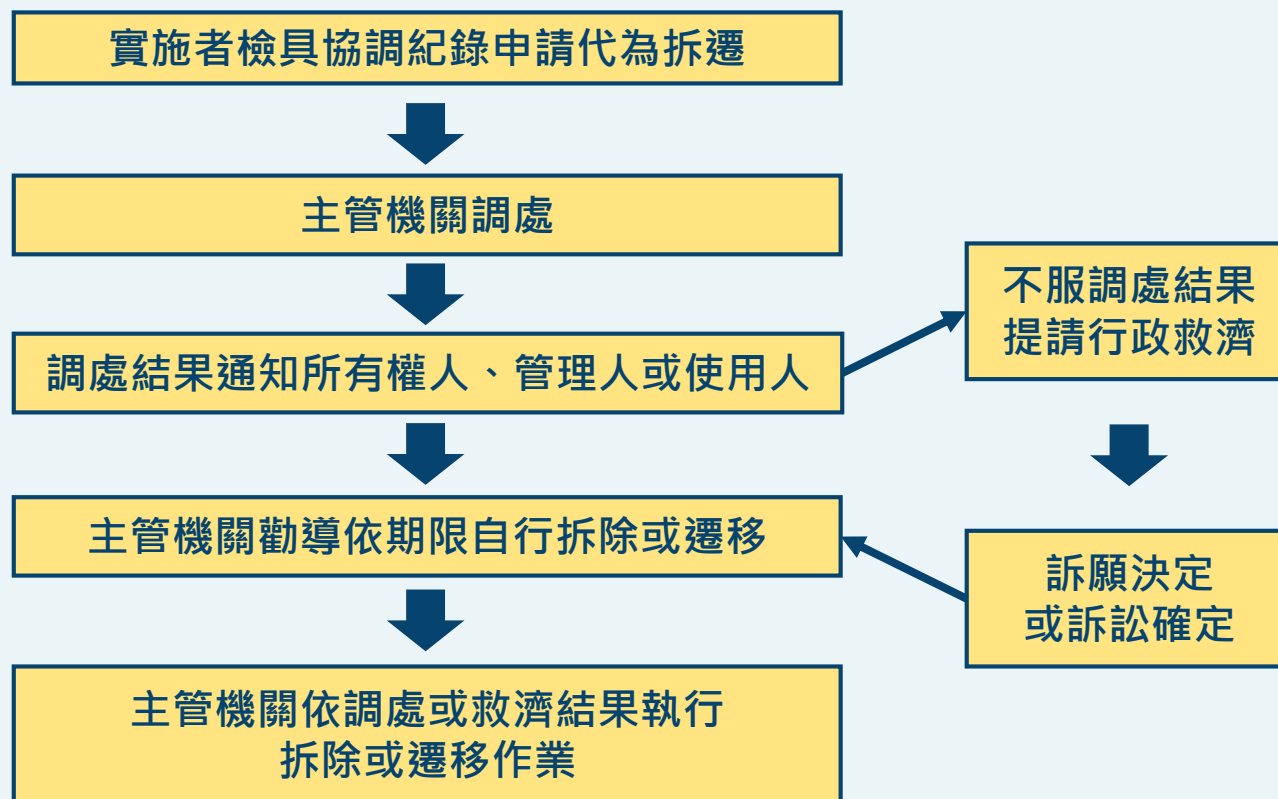 實施者檢具協調紀錄申請代為拆遷
主管機關調處
調處結果通知所有權人、管理人或使用人
不服調處結果
提請行政救濟
訴願決定
或訴訟確定
主管機關勸導依期限自行拆除或遷移
主管機關依調處或救濟結果執行
拆除或遷移作業